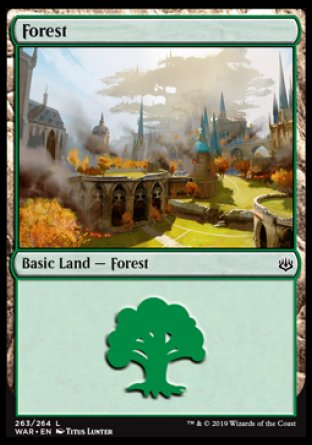 Forest
Basic Land — Forest
263/264 L
WAR • EN Titus Lunter
™ & © 2019 Wizards of the Coast